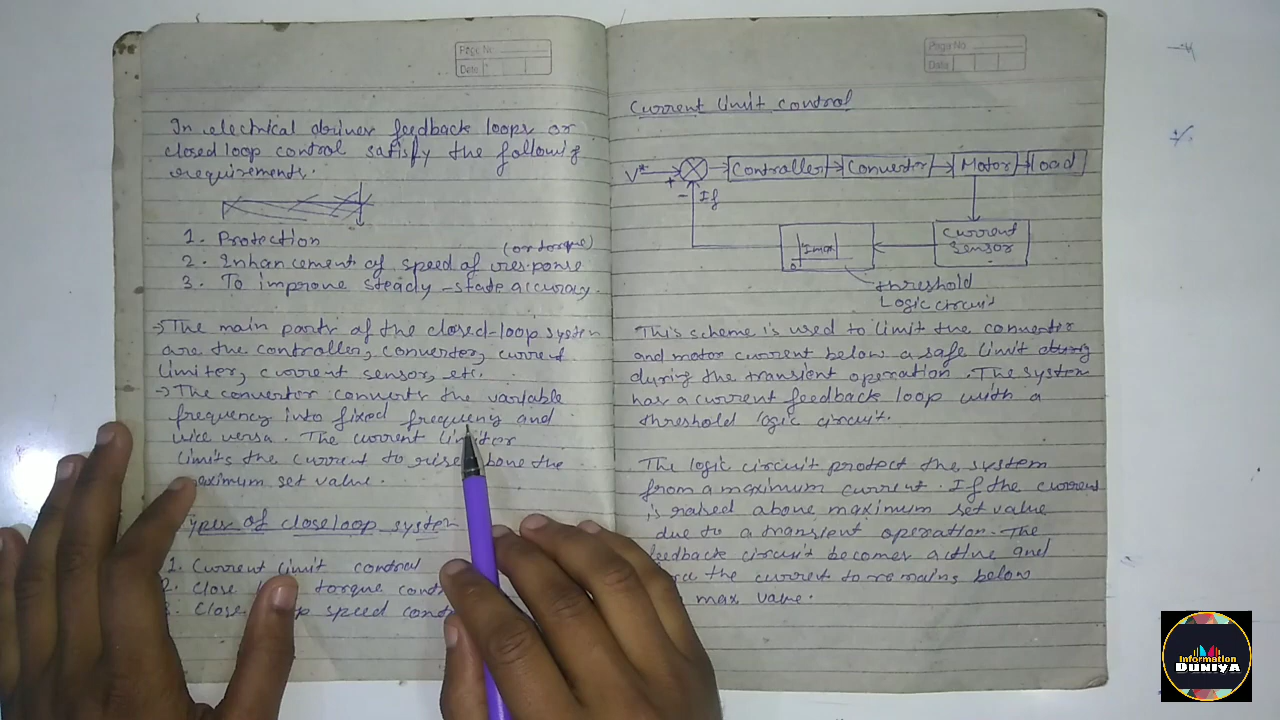 Page No.
Date
In electrical driver feedback loops or
closed loop control satisfy the following
requirements.
1. Protection
(or torque)
2. Enhancement of speed of response
3. To improve steady-state accuracy.
→ The main parts of the closed-loop system
are the controller, converter, current
limiter, current sensor, etc.
→ The converter converts the variable
frequency into fixed frequency and
vice versa. The current limitor
limits the current to rise above the
maximum set value.
ypes of closeloop system
1. Current limit control
2. Close torque cont
3. Close p speed cont
Page No.
Date
Current limit control
V* + − If
Controller Converter Motor load
Current
Sensor
Imax
0
threshold
Logic circuit
This scheme is used to limit the converter
and motor current below a safe limit
during the transient operation. The system
has a current feedback loop with a
threshold logic circuit.
The logic circuit protect the system
from a maximum current. If the current
is raised above maximum set value
due to a transient operation. The
feedback circuit becomes active and
the current to remains below
max value.
Information
DUNIYA